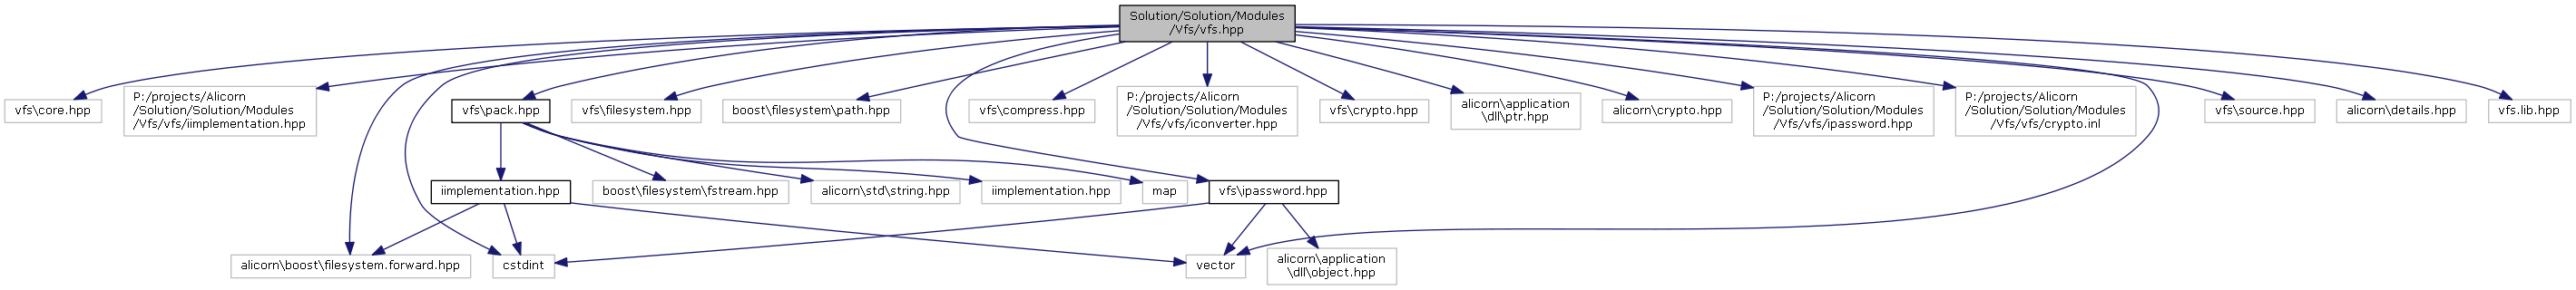 Solution/Solution/Modules
/Vfs/vfs.hpp
vfs\core.hpp
P:/projects/Alicorn
/Solution/Solution/Modules
/Vfs/vfs/iimplementation.hpp
vfs\pack.hpp
vfs\filesystem.hpp
boost\filesystem\path.hpp
vfs\compress.hpp
P:/projects/Alicorn
/Solution/Solution/Modules
/Vfs/vfs/iconverter.hpp
vfs\crypto.hpp
alicorn\application
\dll\ptr.hpp
alicorn\crypto.hpp
P:/projects/Alicorn
/Solution/Solution/Modules
/Vfs/vfs/ipassword.hpp
P:/projects/Alicorn
/Solution/Solution/Modules
/Vfs/vfs/crypto.inl
vfs\source.hpp
alicorn\details.hpp
vfs.lib.hpp
iimplementation.hpp
boost\filesystem\fstream.hpp
alicorn\std\string.hpp
iimplementation.hpp
map
vfs\ipassword.hpp
alicorn\boost\filesystem.forward.hpp
cstdint
vector
alicorn\application
\dll\object.hpp